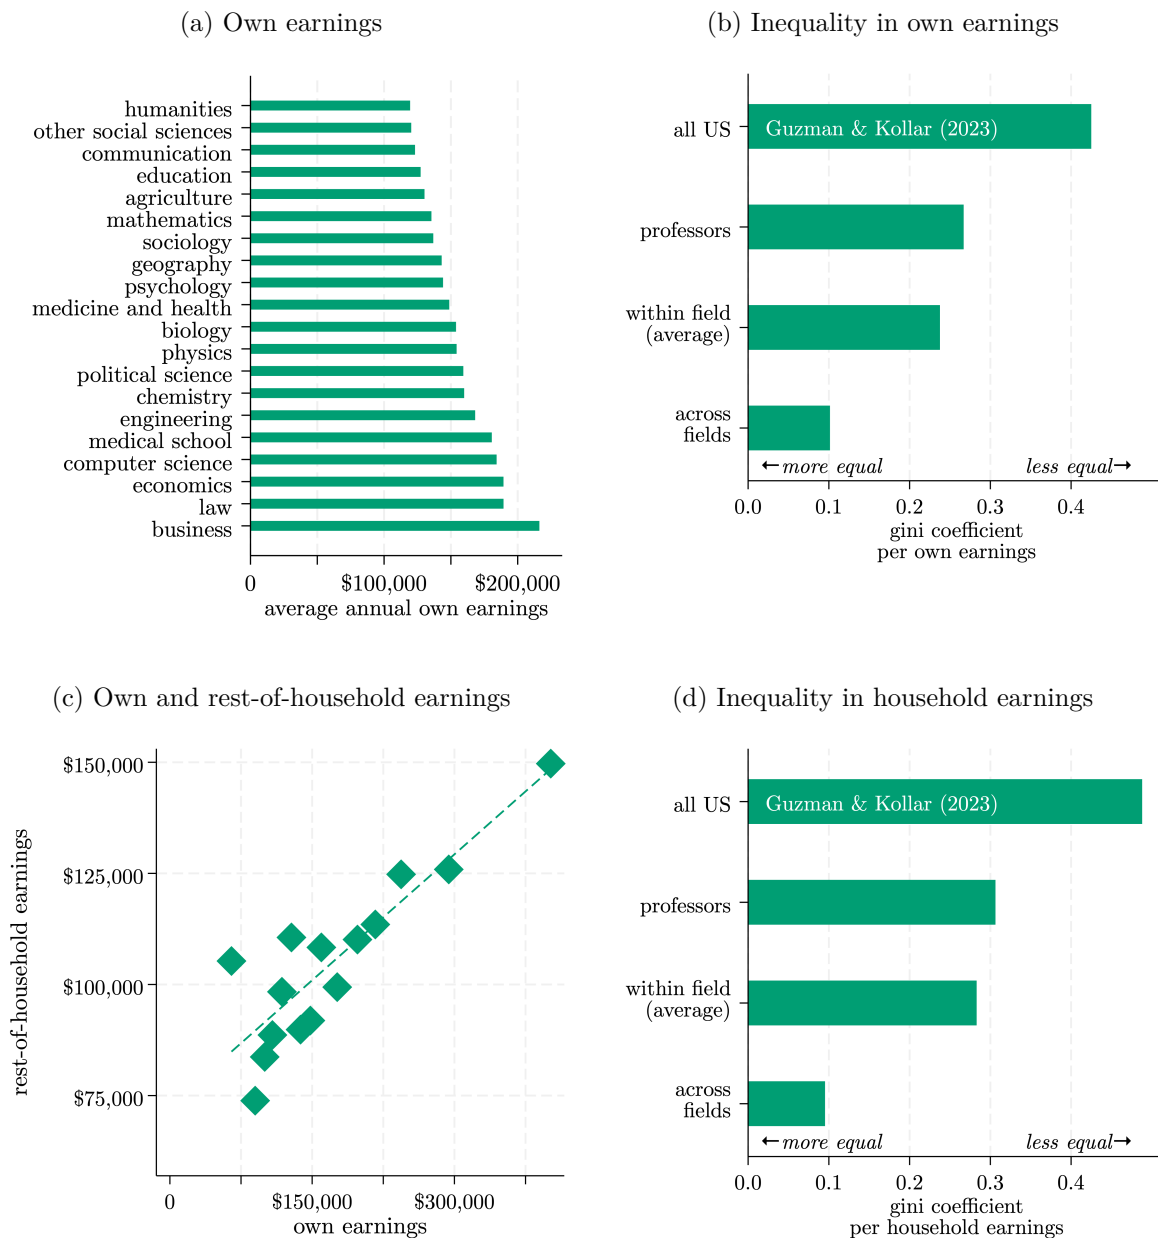 (a) Own earnings
humanities
other social sciences
communication
education
agriculture
mathematics
sociology
geography
psychology
medicine and health
biology
physics
political science
chemistry
engineering
medical school
computer science
economics
law
business
0
$100,000
$200,000
average annual own earnings
(b) Inequality in own earnings
all US
Guzman & Kollar (2023)
professors
within field
(average)
across
fields
←more equal
less equal→
0.0
0.1
0.2
0.3
0.4
gini coefficient
per own earnings
(c) Own and rest-of-household earnings
rest-of-household earnings
$150,000
$125,000
$100,000
$75,000
0
$150,000
$300,000
own earnings
(d) Inequality in household earnings
all US
Guzman & Kollar (2023)
professors
within field
(average)
across
fields
←more equal
less equal→
0.0
0.1
0.2
0.3
0.4
gini coefficient
per household earnings